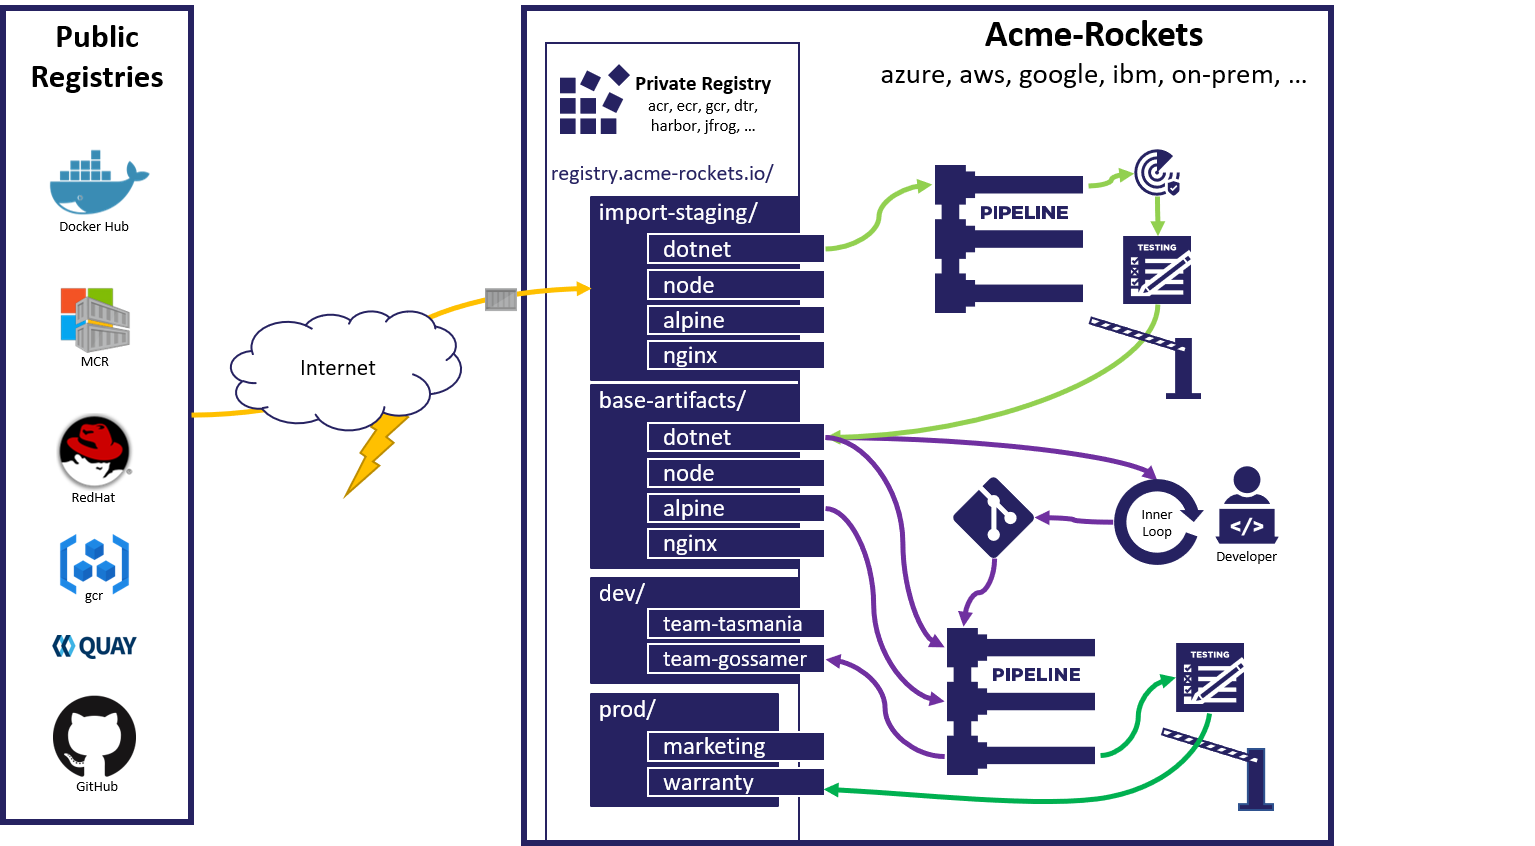 Public
Registries
Docker Hub
MCR
RedHat
gcr
QUAY
GitHub
Internet
Acme-Rockets
azure, aws, google, ibm, on-prem, ...
Private Registry
acr, ecr, gcr, dtr,
harbor, jfrog, ...
registry.acme-rockets.io/
import-staging/
dotnet
node
alpine
nginx
base-artifacts/
dotnet
node
alpine
nginx
dev/
team-tasmania
team-gossamer
prod/
marketing
warranty
PIPELINE
TESTING
Inner
Loop
</>
Developer
PIPELINE
TESTING